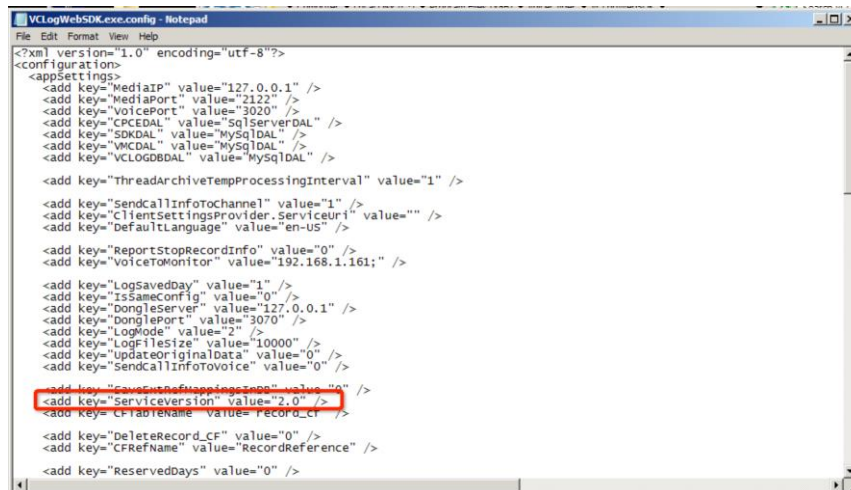 VCLogWebSDK.exe.config - Notepad
File Edit Format View Help
<?xml version="1.0" encoding="utf-8"?>
<configuration>
<appSettings>
<add key="MediaIP" value="127.0.0.1" />
<add key="MediaPort" value="2122" />
<add key="VoicePort" value="3020" />
<add key="CPCEDAL" value="SqlServerDAL" />
<add key="SDKDAL" value="MySqlDAL" />
<add key="VMCDAL" value="MySqlDAL" />
<add key="VCLOGDBDAL" value="MySqlDAL" />
<add key="ThreadArchiveTempProcessingInterval" value="1" />
<add key="SendCallInfoToChannel" value="1" />
<add key="ClientSettingsProvider.ServiceUri" value="" />
<add key="DefaultLanguage" value="en-US" />
<add key="ReportStopRecordInfo" value="0" />
<add key="VoiceToMonitor" value="192.168.1.161;" />
<add key="LogSavedDay" value="1" />
<add key="IsSameConfig" value="0" />
<add key="DongleServer" value="127.0.0.1" />
<add key="DonglePort" value="3070" />
<add key="LogMode" value="2" />
<add key="LogFileSize" value="10000" />
<add key="UpdateOriginalData" value="0" />
<add key="SendCallInfoToVoice" value="0" />
<add key="SaveExtRefMappingsInDB" value="0" />
<add key="ServiceVersion" value="2.0" />
<add key="CFTableName" value="record_cf" />
<add key="DeleteRecord_CF" value="0" />
<add key="CFRefName" value="RecordReference" />
<add key="ReservedDays" value="0" />